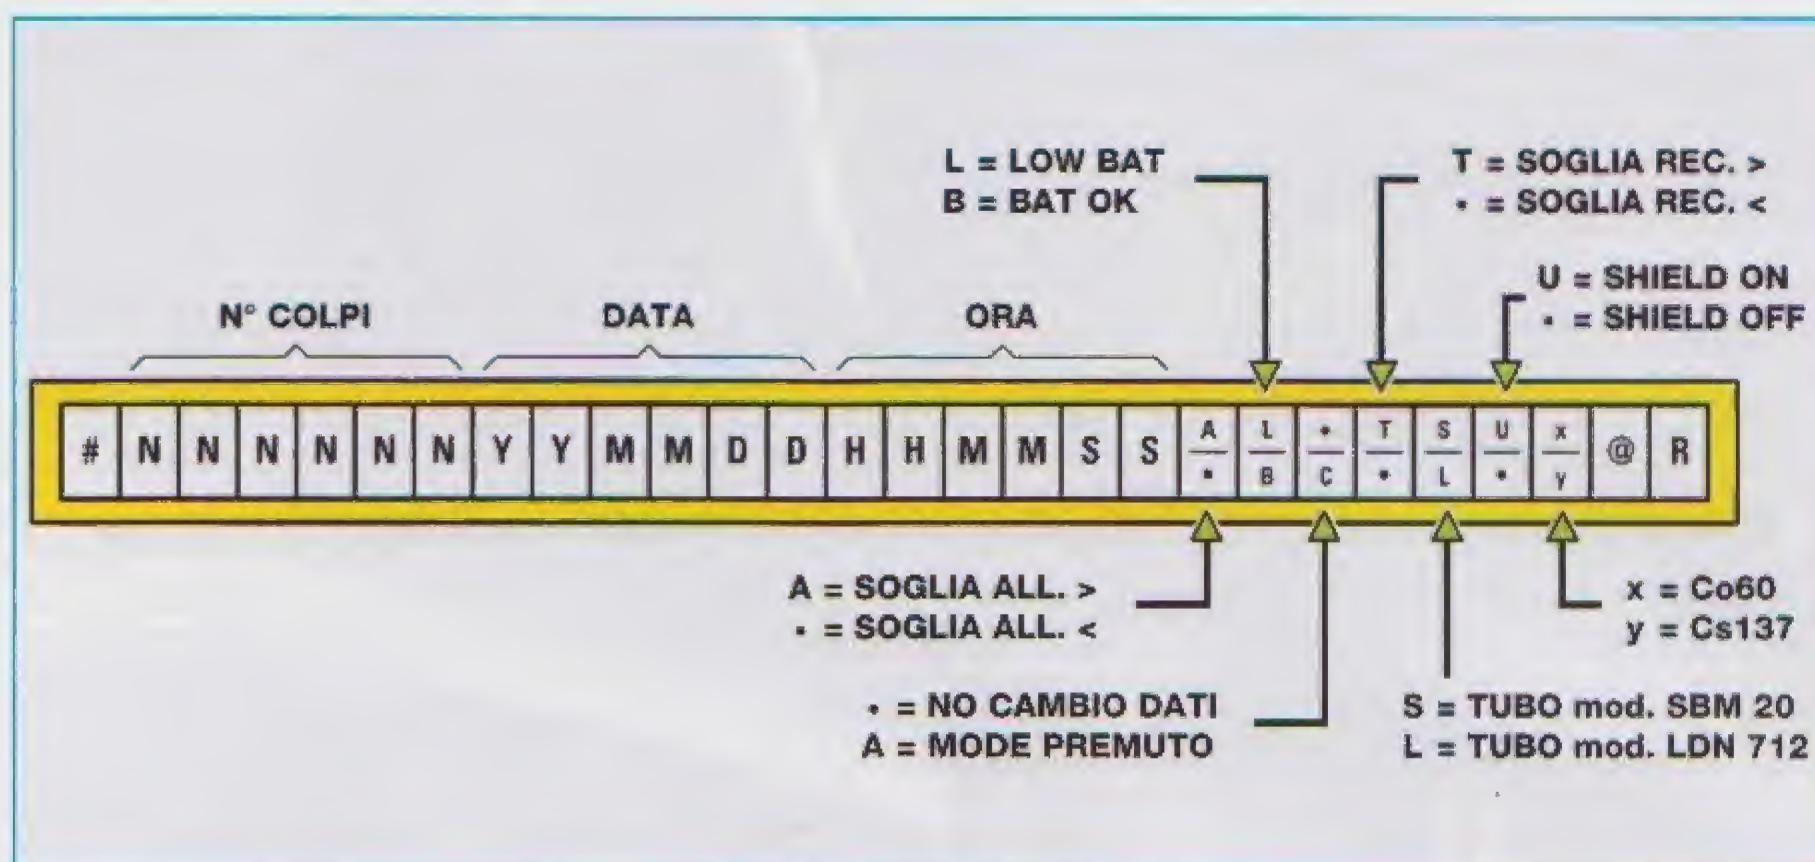 L = LOW BAT
B = BAT OK
T = SOGLIA REC. >
• = SOGLIA REC. <
U = SHIELD ON
• = SHIELD OFF
N° COLPI DATA ORA
# N N N N N N Y Y M M D D H H M M S S A L • T S U x @ R
• B C • L • y
A = SOGLIA ALL. >
• = SOGLIA ALL. <
x = Co60
y = Cs137
• = NO CAMBIO DATI
A = MODE PREMUTO
S = TUBO mod. SBM 20
L = TUBO mod. LDN 712